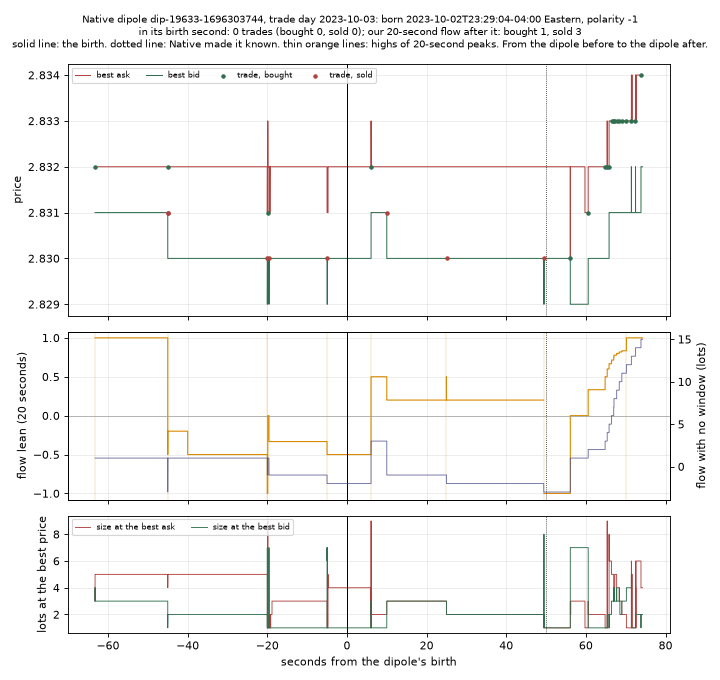 Native dipole dip-19633-1696303744, trade day 2023-10-03: born 2023-10-02T23:29:04-04:00 Eastern, polarity -1
in its birth second: 0 trades (bought 0, sold 0); our 20-second flow after it: bought 1, sold 3
solid line: the birth. dotted line: Native made it known. thin orange lines: highs of 20-second peaks. From the dipole before to the dipole after.
best ask
best bid
trade, bought
trade, sold
2.834
2.833
2.832
2.831
2.830
2.829
price
1.0
0.5
0.0
−0.5
−1.0
flow lean (20 seconds)
15
10
5
0
flow with no window (lots)
size at the best ask
size at the best bid
8
6
4
2
lots at the best price
−60
−40
−20
0
20
40
60
80
seconds from the dipole's birth